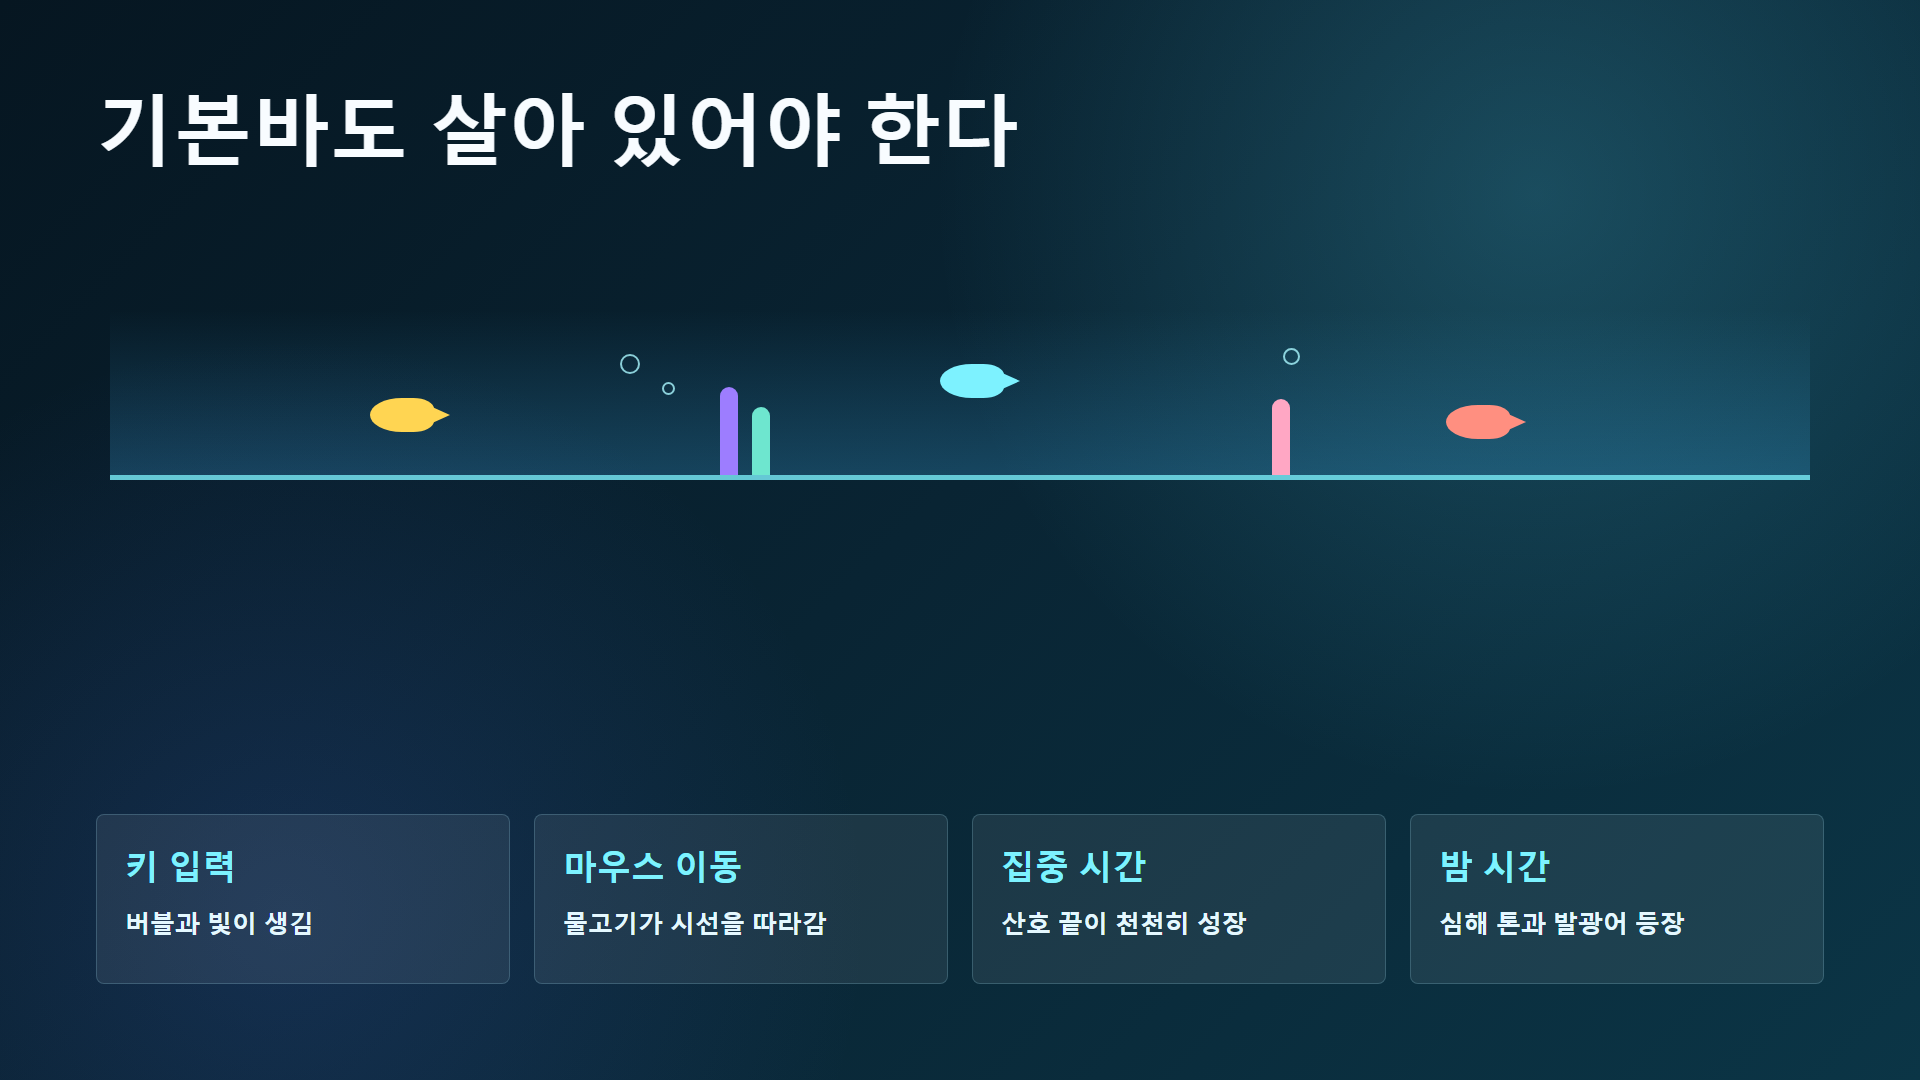 기본바도 살아 있어야 한다
키 입력
버블과 빛이 생김
마우스 이동
물고기가 시선을 따라감
집중 시간
산호 끝이 천천히 성장
밤 시간
심해 톤과 발광어 등장